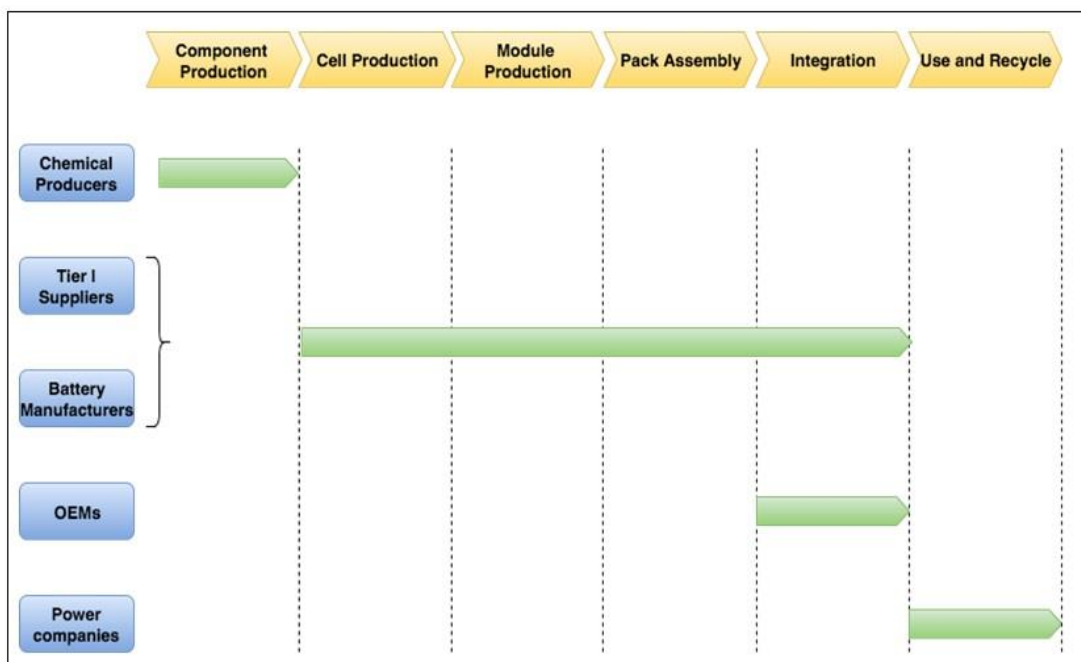 Component
Production
Cell Production
Module
Production
Pack Assembly
Integration
Use and Recycle
Chemical
Producers
Tier I
Suppliers
Battery
Manufacturers
OEMs
Power
companies